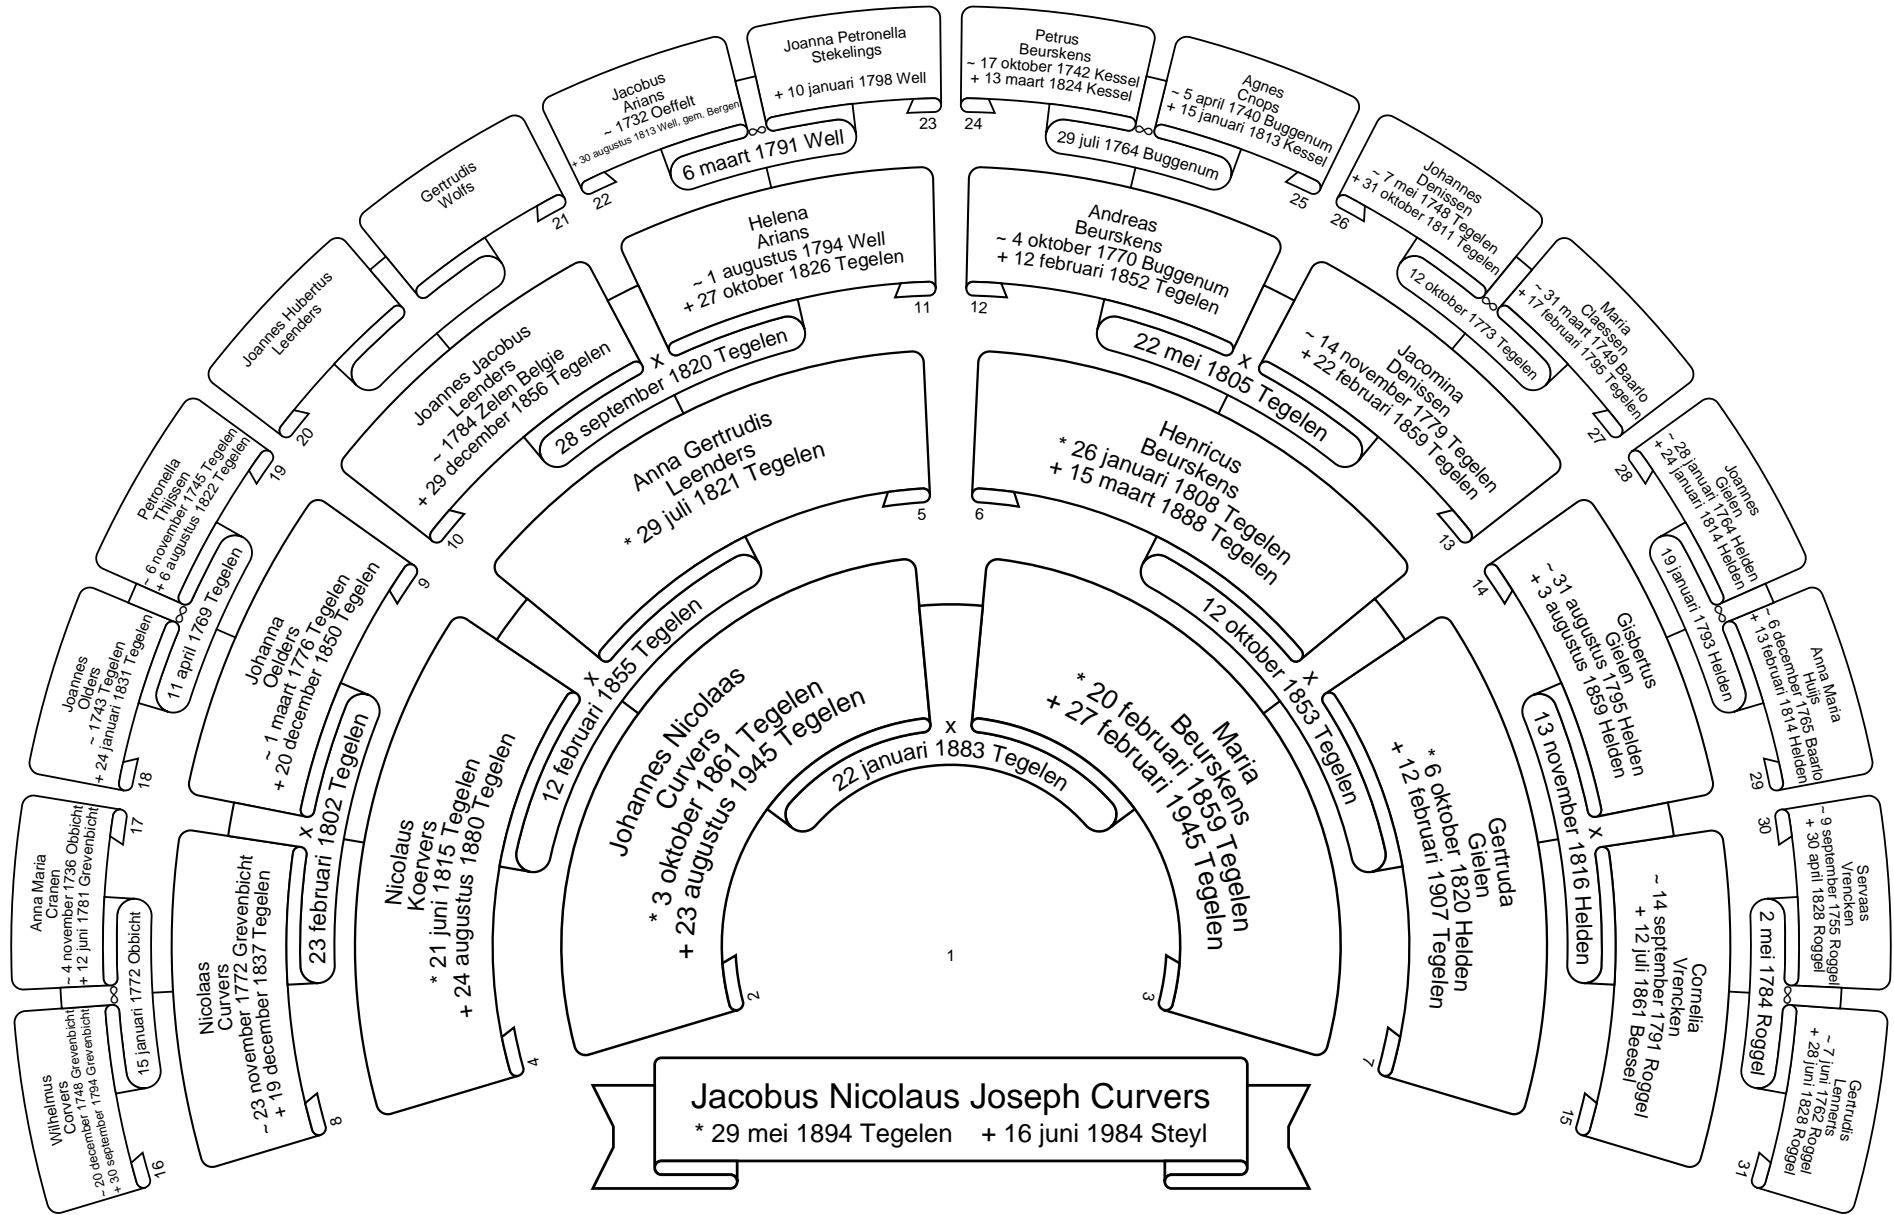 Jacobus Nicolaus Joseph Curvers
* 29 mei 1894 Tegelen + 16 juni 1984 Steyl
1
Johannes Nicolaas
Curvers
* 3 oktober 1861 Tegelen
+ 23 augustus 1945 Tegelen
2
x
22 januari 1883 Tegelen
Maria
Beurskens
* 20 februari 1859 Tegelen
+ 27 februari 1945 Tegelen
3
Nicolaus
Koervers
* 21 juni 1815 Tegelen
+ 24 augustus 1880 Tegelen
4
x
12 februari 1855 Tegelen
Anna Gertrudis
Leenders
* 29 juli 1821 Tegelen
5
Henricus
Beurskens
* 26 januari 1808 Tegelen
+ 15 maart 1888 Tegelen
6
x
12 oktober 1853 Tegelen
Gertruda
Gielen
* 6 oktober 1820 Helden
+ 12 februari 1907 Tegelen
7
Nicolaas
Curvers
~ 23 november 1772 Grevenbicht
+ 19 december 1837 Tegelen
8
x
23 februari 1802 Tegelen
Johanna
Oelders
~ 1 maart 1776 Tegelen
+ 20 december 1850 Tegelen
9
Joannes Jacobus
Leenders
~ 1784 Zelen Belgie
+ 29 december 1856 Tegelen
10
x
28 september 1820 Tegelen
Helena
Arians
~ 1 augustus 1794 Well
+ 27 oktober 1826 Tegelen
11
Andreas
Beurskens
~ 4 oktober 1770 Buggenum
+ 12 februari 1852 Tegelen
12
x
22 mei 1805 Tegelen
Jacomina
Denissen
~ 14 november 1779 Tegelen
+ 22 februari 1859 Tegelen
13
Gisbertus
Gielen
~ 31 augustus 1795 Helden
+ 3 augustus 1859 Helden
14
x
13 november 1816 Helden
Cornelia
Vrencken
~ 14 september 1791 Roggel
+ 12 juli 1861 Beesel
15
Wilhelmus
Corvers
~ 20 december 1748 Grevenbicht
+ 30 september 1794 Grevenbicht
16
∞
15 januari 1772 Obbicht
Anna Maria
Cranen
~ 4 november 1736 Obbicht
+ 12 juni 1781 Grevenbicht
17
Joannes
Olders
~ 1743 Tegelen
+ 24 januari 1831 Tegelen
18
∞
11 april 1769 Tegelen
Petronella
Thijssen
~ 6 november 1745 Tegelen
+ 6 augustus 1822 Tegelen
19
Joannes Hubertus
Leenders
20
Gertrudis
Wolfs
21
Jacobus
Arians
~ 1732 Oeffelt
+ 30 augustus 1813 Well, gem. Bergen
22
∞
6 maart 1791 Well
Joanna Petronella
Stekelings
+ 10 januari 1798 Well
23
Petrus
Beurskens
~ 17 oktober 1742 Kessel
+ 13 maart 1824 Kessel
24
∞
29 juli 1764 Buggenum
Agnes
Cnops
~ 5 april 1740 Buggenum
+ 15 januari 1813 Kessel
25
Johannes
Denissen
~ 7 mei 1748 Tegelen
+ 31 oktober 1811 Tegelen
26
∞
12 oktober 1773 Tegelen
Maria
Claessen
~ 31 maart 1749 Baarlo
+ 17 februari 1795 Tegelen
27
Joannes
Gielen
~ 28 januari 1764 Helden
+ 24 januari 1814 Helden
28
∞
19 januari 1793 Helden
Anna Maria
Huijs
~ 6 december 1765 Baarlo
+ 13 februari 1814 Helden
29
Servaas
Vrencken
~ 9 september 1755 Roggel
+ 30 april 1828 Roggel
30
∞
2 mei 1784 Roggel
Gertrudis
Lennerts
~ 7 juni 1762 Roggel
+ 28 juni 1828 Roggel
31